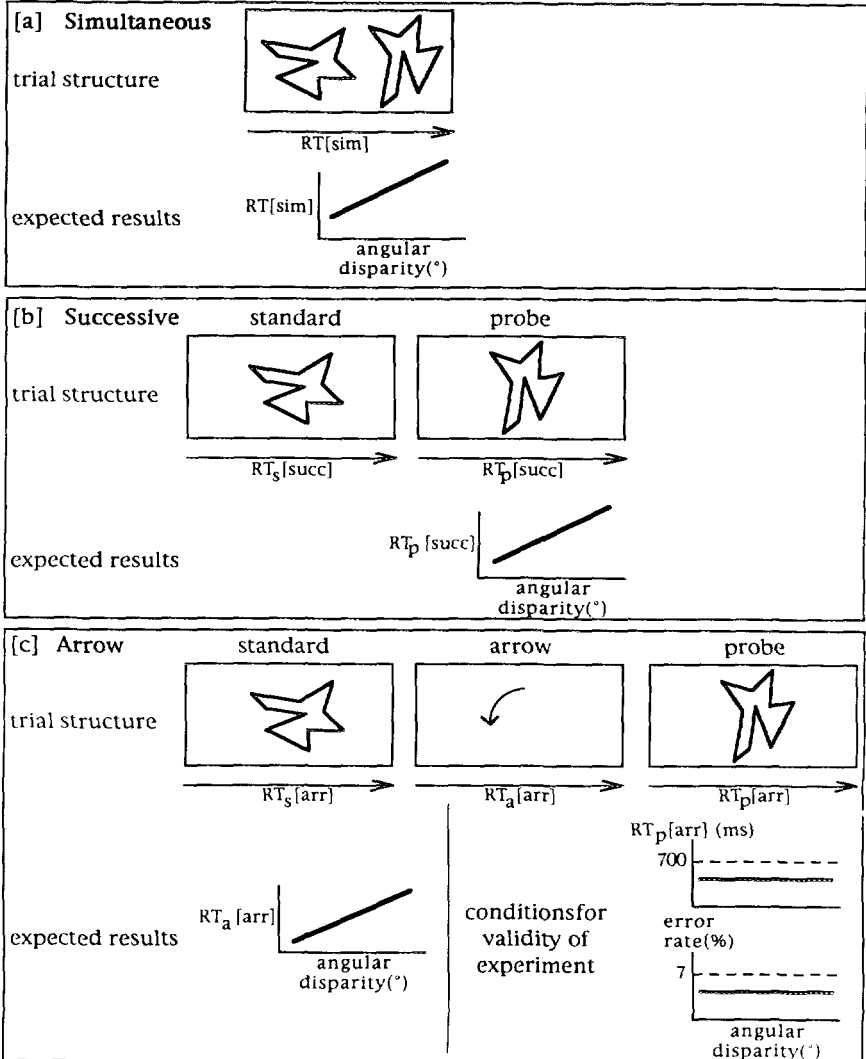 [a] Simultaneous
trial structure
RT[sim]
expected results
RT[sim]
angular
disparity(°)
[b] Successive
standard
probe
trial structure
RTs[succ]
RTp[succ]
expected results
RTp [succ]
angular
disparity(°)
[c] Arrow
standard
arrow
probe
trial structure
RTs[arr]
RTa[arr]
RTp[arr]
expected results
RTa [arr]
angular
disparity(°)
conditionsfor
validity of
experiment
RTp[arr] (ms)
700
error
rate(%)
7
angular
disparity(°)